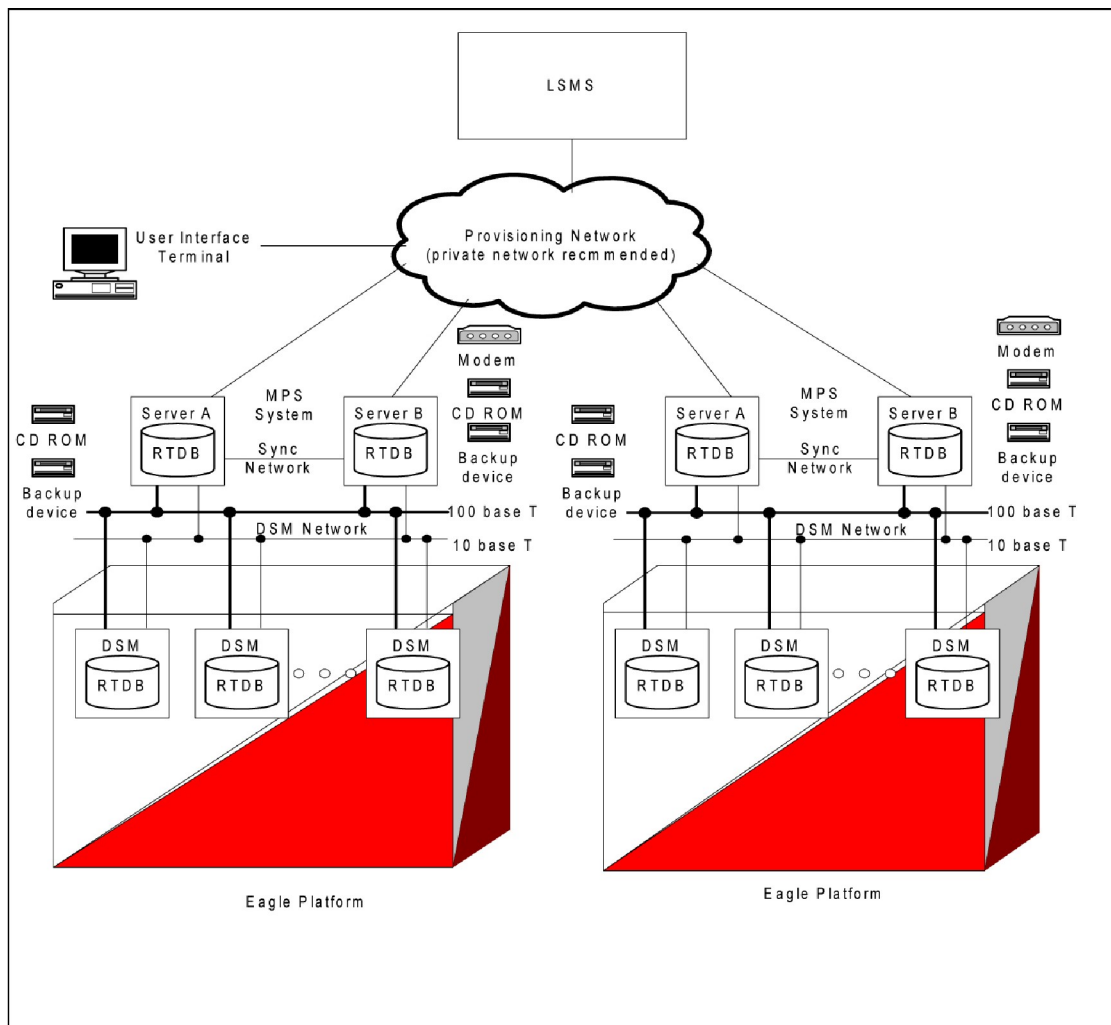 LSMS
Provisioning Network
(private network recmmended)
User Interface
Terminal
Modem
CD ROM
Backup
device
MPS
System
Server A
RTDB
Server B
RTDB
Sync
Network
CD ROM
Backup
device
100 base T
DSM Network
10 base T
DSM
RTDB
DSM
RTDB
DSM
RTDB
Eagle Platform
Modem
CD ROM
Backup
device
MPS
System
Server A
RTDB
Server B
RTDB
Sync
Network
CD ROM
Backup
device
100 base T
DSM Network
10 base T
DSM
RTDB
DSM
RTDB
DSM
RTDB
Eagle Platform